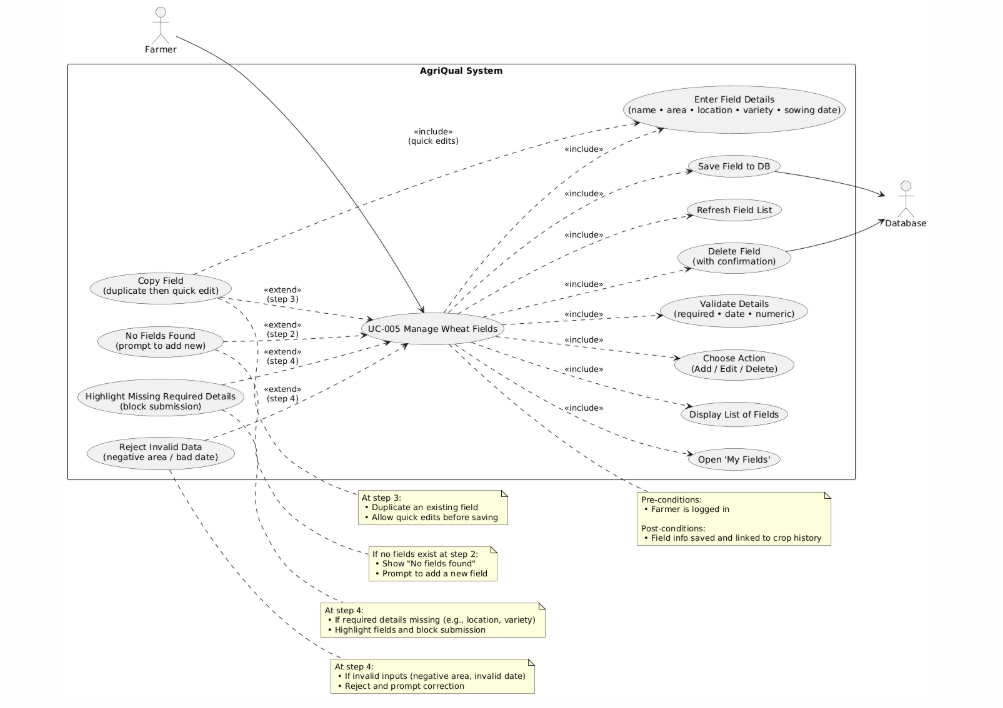 Farmer
AgriQual System
Enter Field Details
(name • area • location • variety • sowing date)
«include»
(quick edits)
«include»
Save Field to DB
«include»
Refresh Field List
Database
«include»
Delete Field
(with confirmation)
«include»
Copy Field
(duplicate then quick edit)
«extend»
(step 3)
Validate Details
(required • date • numeric)
«include»
No Fields Found
(prompt to add new)
«extend»
(step 2)
UC-005 Manage Wheat Fields
«include»
Choose Action
(Add / Edit / Delete)
«extend»
(step 4)
«include»
Highlight Missing Required Details
(block submission)
«extend»
(step 4)
Display List of Fields
«include»
Reject Invalid Data
(negative area / bad date)
Open 'My Fields'
At step 3:
• Duplicate an existing field
• Allow quick edits before saving
Pre-conditions:
• Farmer is logged in
Post-conditions:
• Field info saved and linked to crop history
If no fields exist at step 2:
• Show "No fields found"
• Prompt to add a new field
At step 4:
• If required details missing (e.g., location, variety)
• Highlight fields and block submission
At step 4:
• If invalid inputs (negative area, invalid date)
• Reject and prompt correction